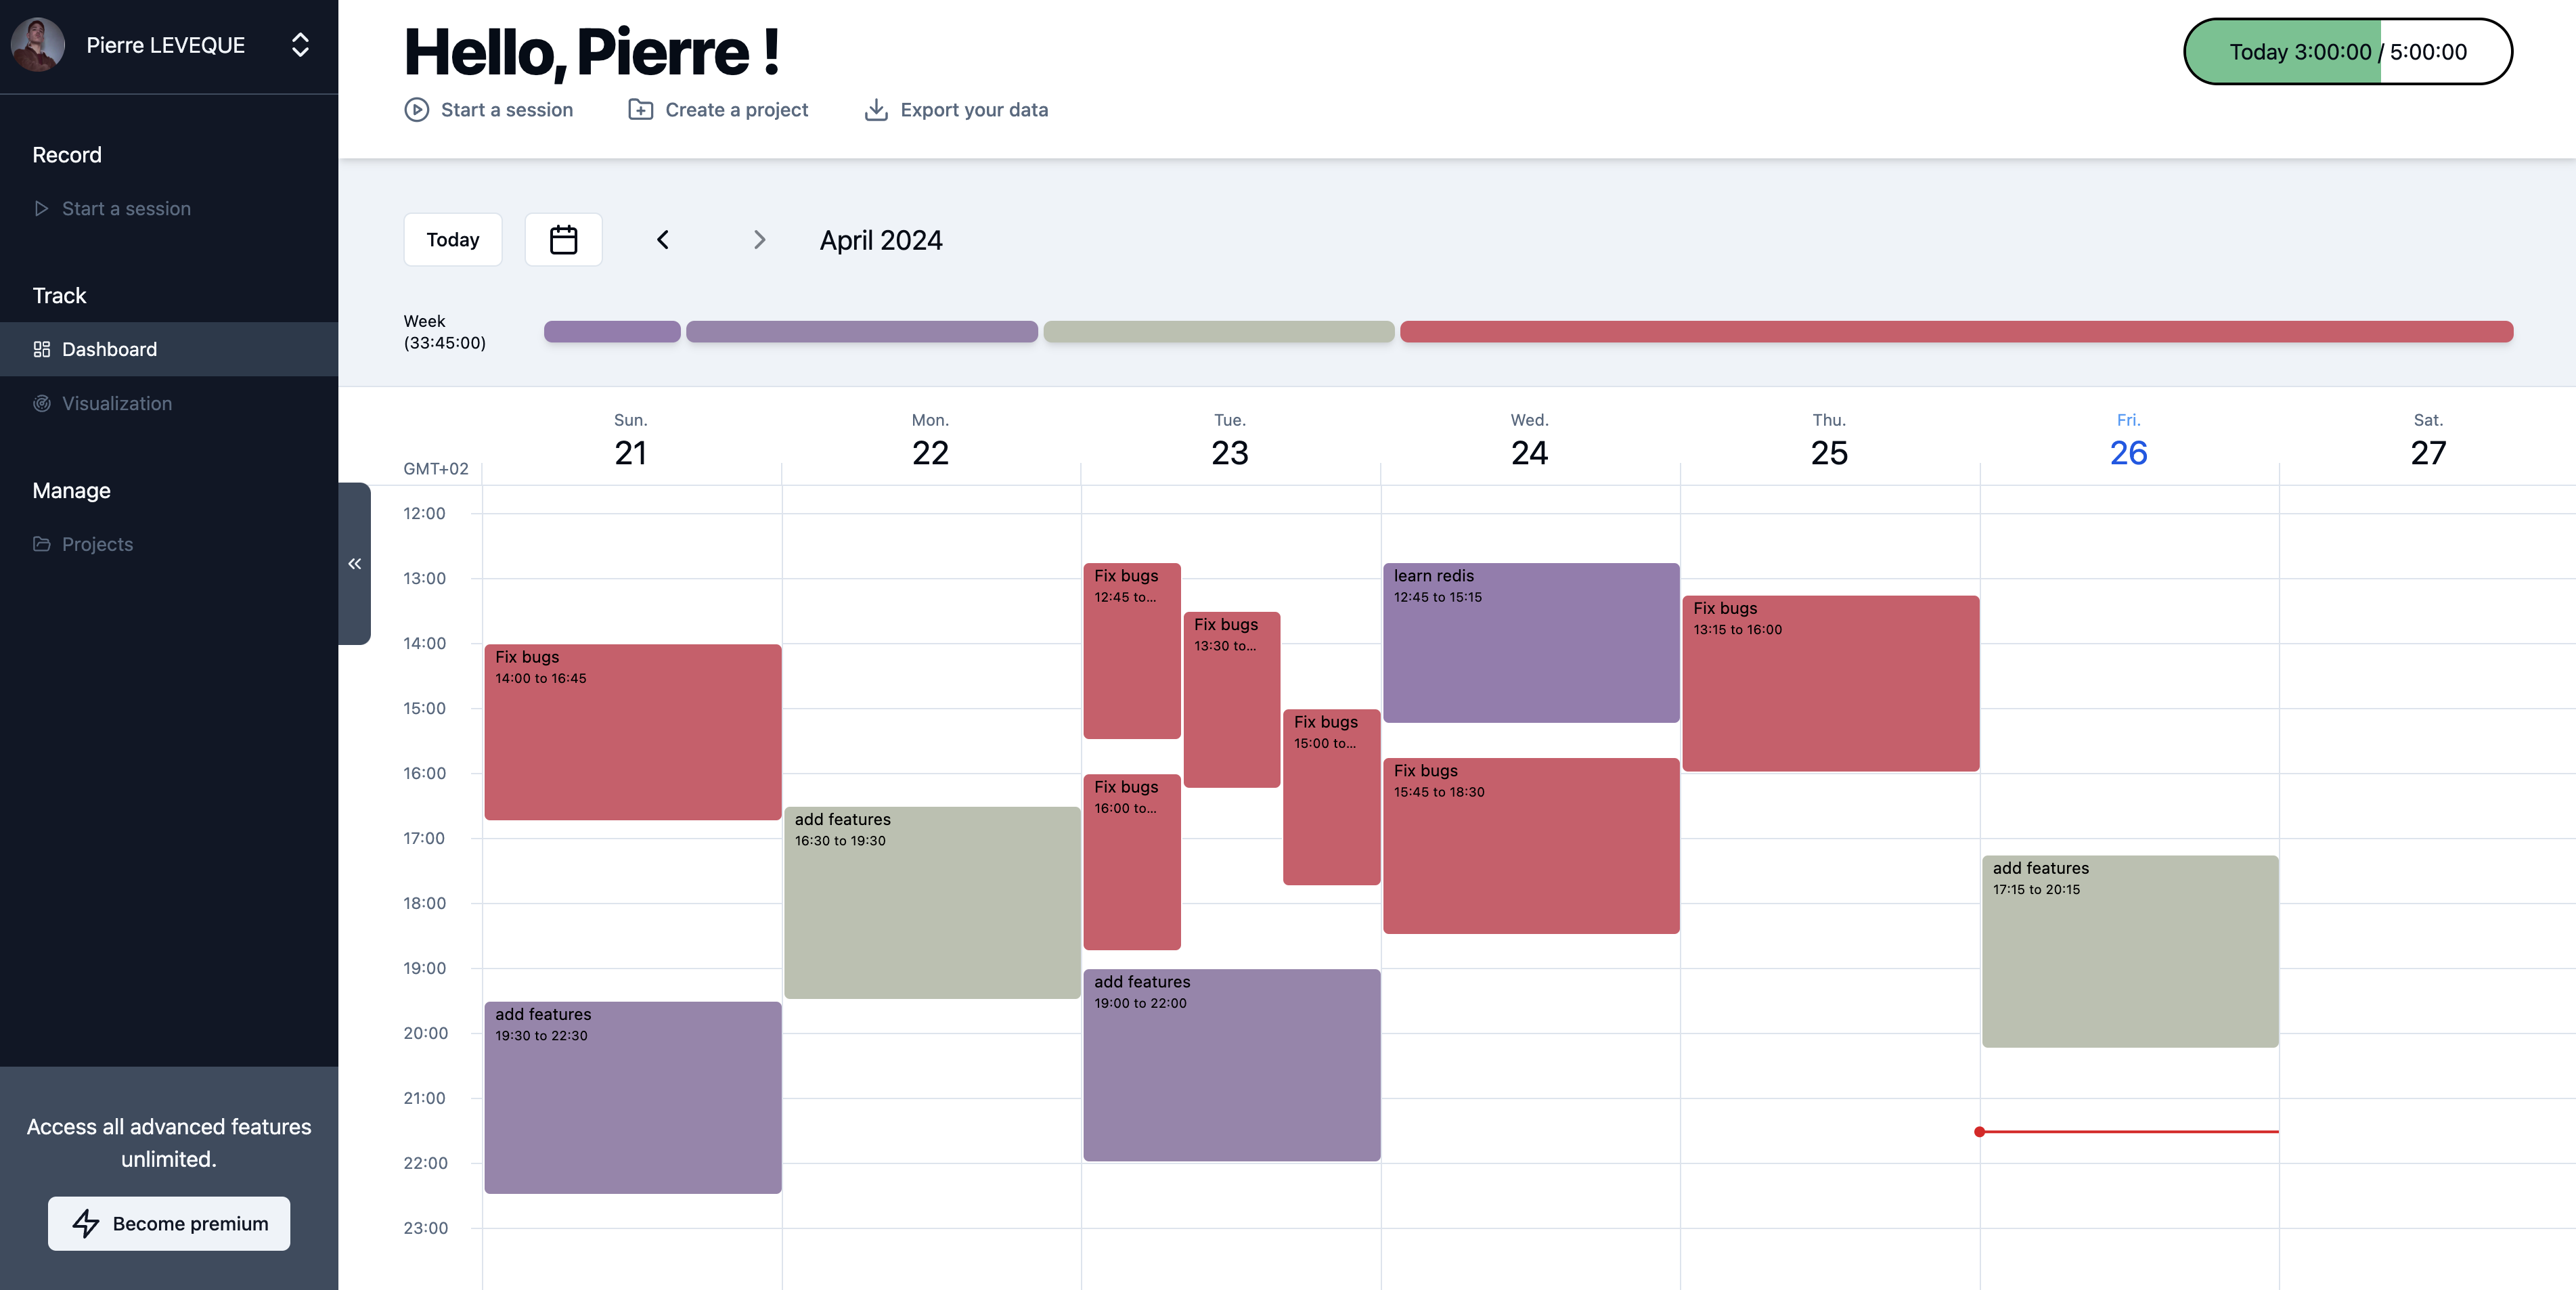 Pierre LEVEQUE
Record
Start a session
Track
Dashboard
Visualization
Manage
Projects
Access all advanced features
unlimited.
Become premium
Hello, Pierre !
Start a session
Create a project
Export your data
Today 3:00:00 / 5:00:00
Today
April 2024
Week
(33:45:00)
GMT+02
Sun.
21
Mon.
22
Tue.
23
Wed.
24
Thu.
25
Fri.
26
Sat.
27
12:00
13:00
14:00
15:00
16:00
17:00
18:00
19:00
20:00
21:00
22:00
23:00
Fix bugs
14:00 to 16:45
add features
19:30 to 22:30
add features
16:30 to 19:30
Fix bugs
12:45 to...
Fix bugs
13:30 to...
Fix bugs
15:00 to...
Fix bugs
16:00 to...
add features
19:00 to 22:00
learn redis
12:45 to 15:15
Fix bugs
15:45 to 18:30
Fix bugs
13:15 to 16:00
add features
17:15 to 20:15